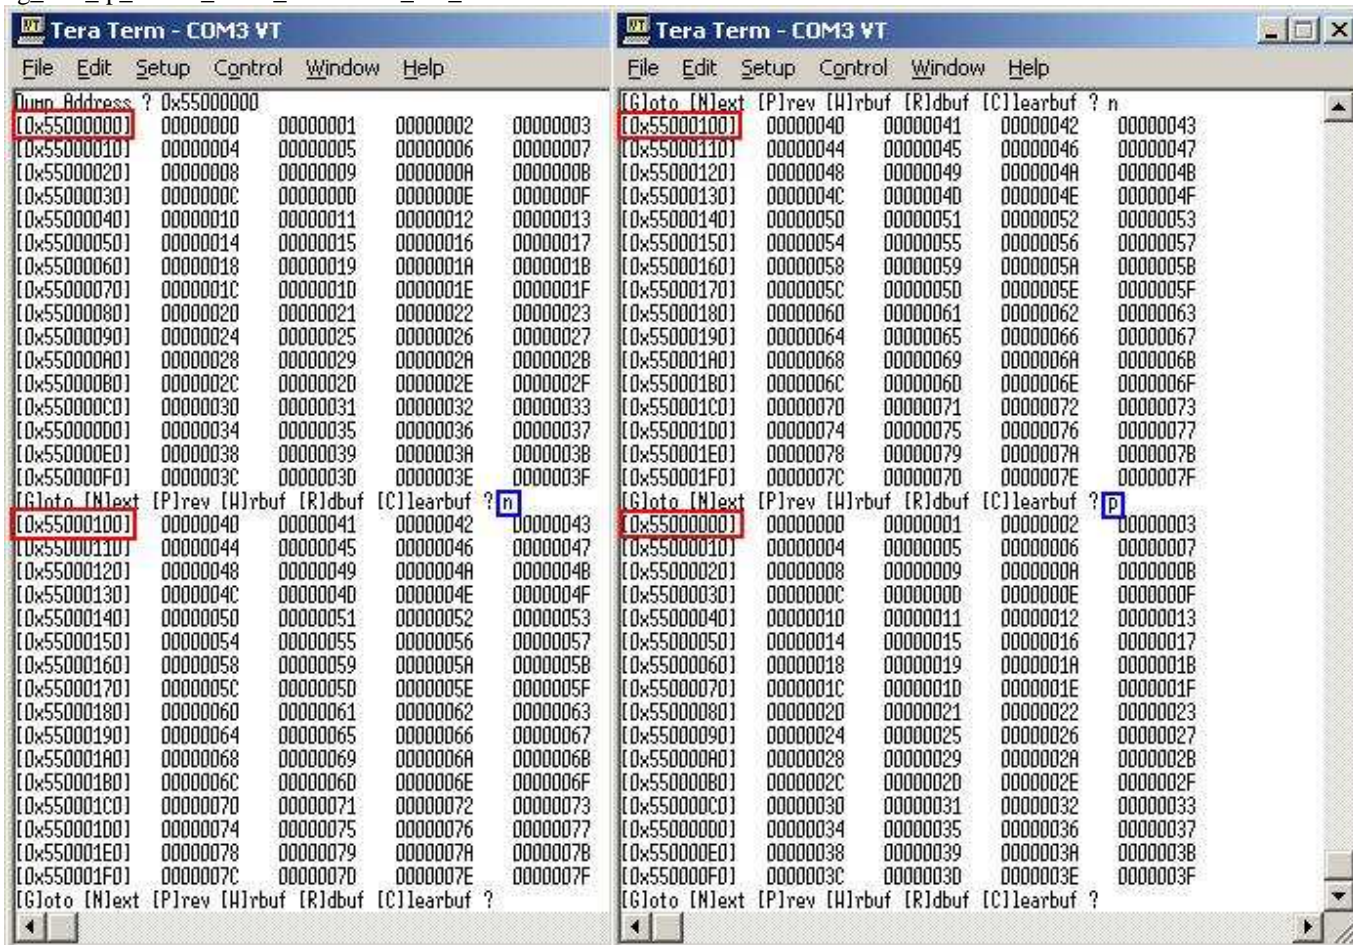 Tera Term - COM3 VT
File Edit Setup Control Window Help
Dump Address ? 0x55000000
[0x55000000] 00000000 00000001 00000002 00000003
[0x55000010] 00000004 00000005 00000006 00000007
[0x55000020] 00000008 00000009 0000000A 0000000B
[0x55000030] 0000000C 0000000D 0000000E 0000000F
[0x55000040] 00000010 00000011 00000012 00000013
[0x55000050] 00000014 00000015 00000016 00000017
[0x55000060] 00000018 00000019 0000001A 0000001B
[0x55000070] 0000001C 0000001D 0000001E 0000001F
[0x55000080] 00000020 00000021 00000022 00000023
[0x55000090] 00000024 00000025 00000026 00000027
[0x550000A0] 00000028 00000029 0000002A 0000002B
[0x550000B0] 0000002C 0000002D 0000002E 0000002F
[0x550000C0] 00000030 00000031 00000032 00000033
[0x550000D0] 00000034 00000035 00000036 00000037
[0x550000E0] 00000038 00000039 0000003A 0000003B
[0x550000F0] 0000003C 0000003D 0000003E 0000003F
[G]oto [N]ext [P]rev [W]rbuf [R]dbuf [C]learbuf ? n
[0x55000100] 00000040 00000041 00000042 00000043
[0x55000110] 00000044 00000045 00000046 00000047
[0x55000120] 00000048 00000049 0000004A 0000004B
[0x55000130] 0000004C 0000004D 0000004E 0000004F
[0x55000140] 00000050 00000051 00000052 00000053
[0x55000150] 00000054 00000055 00000056 00000057
[0x55000160] 00000058 00000059 0000005A 0000005B
[0x55000170] 0000005C 0000005D 0000005E 0000005F
[0x55000180] 00000060 00000061 00000062 00000063
[0x55000190] 00000064 00000065 00000066 00000067
[0x550001A0] 00000068 00000069 0000006A 0000006B
[0x550001B0] 0000006C 0000006D 0000006E 0000006F
[0x550001C0] 00000070 00000071 00000072 00000073
[0x550001D0] 00000074 00000075 00000076 00000077
[0x550001E0] 00000078 00000079 0000007A 0000007B
[0x550001F0] 0000007C 0000007D 0000007E 0000007F
[G]oto [N]ext [P]rev [W]rbuf [R]dbuf [C]learbuf ?
Tera Term - COM3 VT
File Edit Setup Control Window Help
[G]oto [N]ext [P]rev [W]rbuf [R]dbuf [C]learbuf ? n
[0x55000100] 00000040 00000041 00000042 00000043
[0x55000110] 00000044 00000045 00000046 00000047
[0x55000120] 00000048 00000049 0000004A 0000004B
[0x55000130] 0000004C 0000004D 0000004E 0000004F
[0x55000140] 00000050 00000051 00000052 00000053
[0x55000150] 00000054 00000055 00000056 00000057
[0x55000160] 00000058 00000059 0000005A 0000005B
[0x55000170] 0000005C 0000005D 0000005E 0000005F
[0x55000180] 00000060 00000061 00000062 00000063
[0x55000190] 00000064 00000065 00000066 00000067
[0x550001A0] 00000068 00000069 0000006A 0000006B
[0x550001B0] 0000006C 0000006D 0000006E 0000006F
[0x550001C0] 00000070 00000071 00000072 00000073
[0x550001D0] 00000074 00000075 00000076 00000077
[0x550001E0] 00000078 00000079 0000007A 0000007B
[0x550001F0] 0000007C 0000007D 0000007E 0000007F
[G]oto [N]ext [P]rev [W]rbuf [R]dbuf [C]learbuf ? p
[0x55000000] 00000000 00000001 00000002 00000003
[0x55000010] 00000004 00000005 00000006 00000007
[0x55000020] 00000008 00000009 0000000A 0000000B
[0x55000030] 0000000C 0000000D 0000000E 0000000F
[0x55000040] 00000010 00000011 00000012 00000013
[0x55000050] 00000014 00000015 00000016 00000017
[0x55000060] 00000018 00000019 0000001A 0000001B
[0x55000070] 0000001C 0000001D 0000001E 0000001F
[0x55000080] 00000020 00000021 00000022 00000023
[0x55000090] 00000024 00000025 00000026 00000027
[0x550000A0] 00000028 00000029 0000002A 0000002B
[0x550000B0] 0000002C 0000002D 0000002E 0000002F
[0x550000C0] 00000030 00000031 00000032 00000033
[0x550000D0] 00000034 00000035 00000036 00000037
[0x550000E0] 00000038 00000039 0000003A 0000003B
[0x550000F0] 0000003C 0000003D 0000003E 0000003F
[G]oto [N]ext [P]rev [W]rbuf [R]dbuf [C]learbuf ?